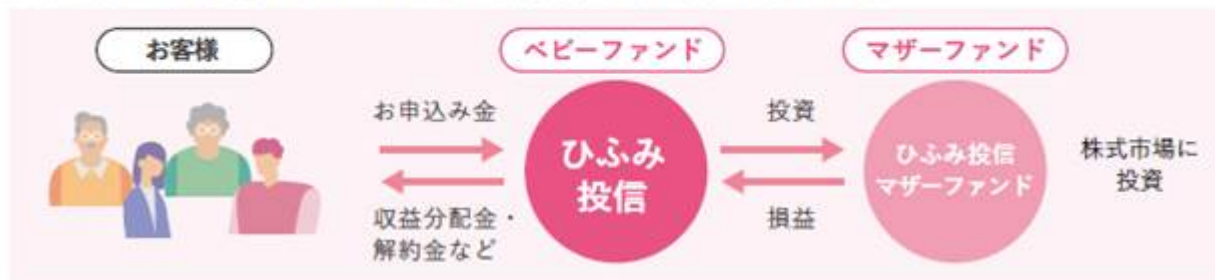 お客様
ベビーファンド
マザーファンド
お申込み金
投資
ひふみ
投信
ひふみ投信
マザーファンド
株式市場に
投資
収益分配金・
解約金など
損益